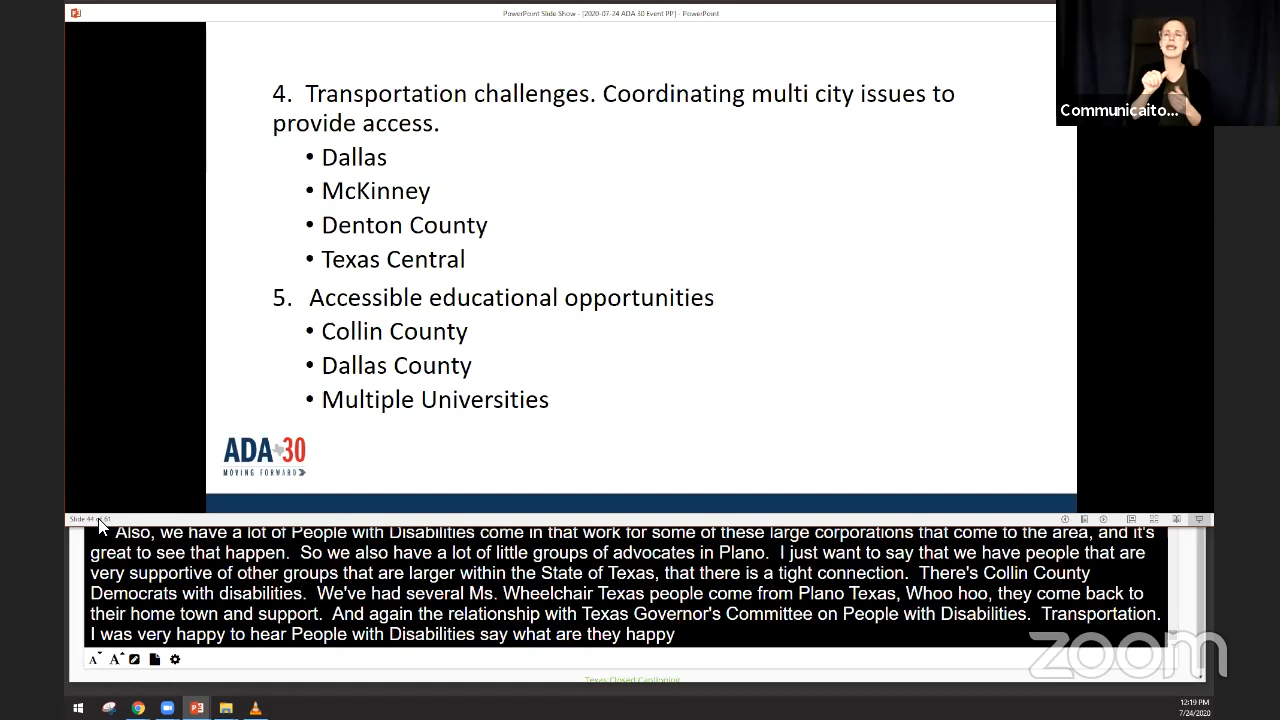 PowerPoint Slide Show - [2020-07-24 ADA 30 Event PP] - PowerPoint
4. Transportation challenges. Coordinating multi city issues to
provide access.
• Dallas
• McKinney
• Denton County
• Texas Central
5. Accessible educational opportunities
• Collin County
• Dallas County
• Multiple Universities
ADA 30
MOVING FORWARD
Communicaito...
Slide 44 of 61
Also, we have a lot of People with Disabilities come in that work for some of these large corporations that come to the area, and it's
great to see that happen. So we also have a lot of little groups of advocates in Plano. I just want to say that we have people that are
very supportive of other groups that are larger within the State of Texas, that there is a tight connection. There's Collin County
Democrats with disabilities. We've had several Ms. Wheelchair Texas people come from Plano Texas, Whoo hoo, they come back to
their home town and support. And again the relationship with Texas Governor's Committee on People with Disabilities. Transportation.
I was very happy to hear People with Disabilities say what are they happy
A A
zoom
Texas Closed Captioning
12:19 PM
7/24/2020